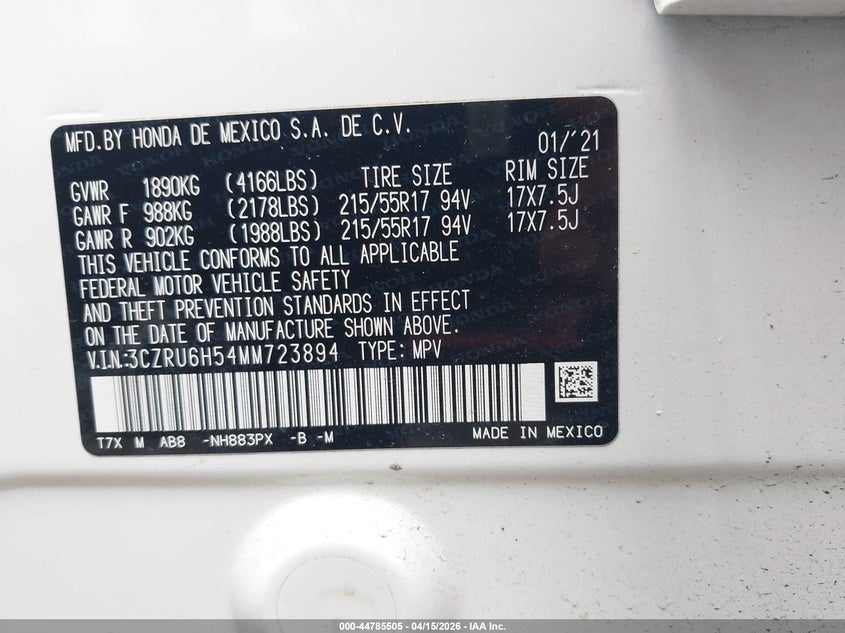 MFD.BY HONDA DE MEXICO S.A. DE C.V. 01/'21
GVWR 1890KG (4166LBS) TIRE SIZE RIM SIZE
GAWR F 988KG (2178LBS) 215/55R17 94V 17X7.5J
GAWR R 902KG (1988LBS) 215/55R17 94V 17X7.5J
THIS VEHICLE CONFORMS TO ALL APPLICABLE
FEDERAL MOTOR VEHICLE SAFETY
AND THEFT PREVENTION STANDARDS IN EFFECT
ON THE DATE OF MANUFACTURE SHOWN ABOVE.
V.I.N.:3CZRU6H54MM723894 TYPE: MPV
T7X M AB8 -NH883PX -B -M MADE IN MEXICO
000-44785505 - 04/15/2026 - IAA Inc.